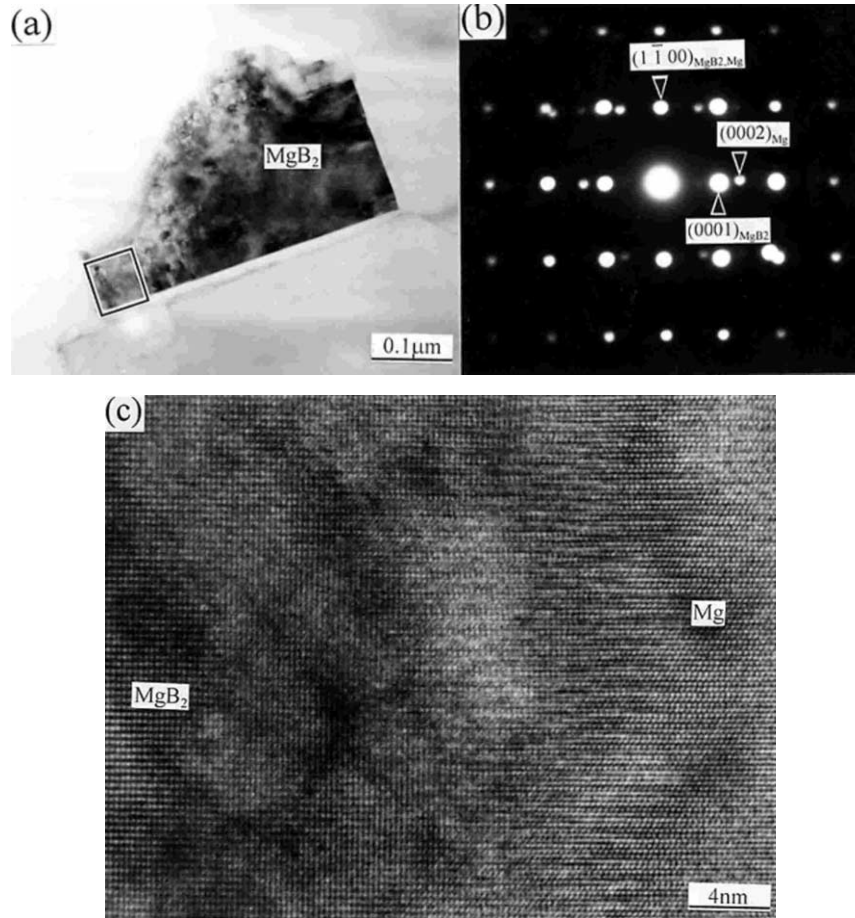 (a)
MgB₂
0.1μm
(b)
(1 1̅ 00)MgB2,Mg
(0002)Mg
(0001)MgB2
(c)
Mg
MgB₂
4nm